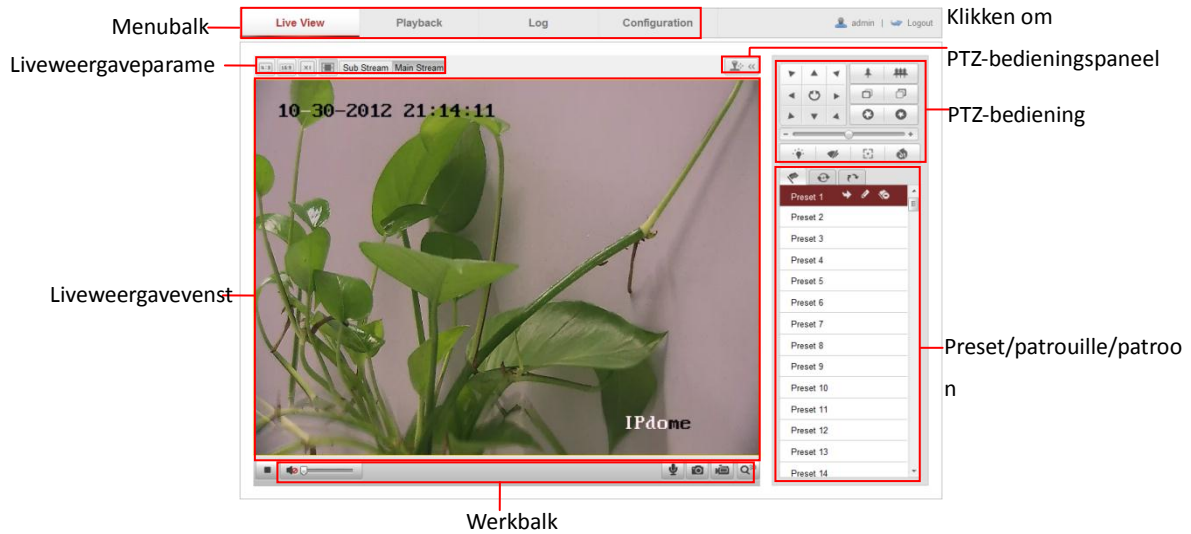 Menubalk
Live View Playback Log Configuration
admin | Logout
Klikken om
Liveweergaveparame
Sub Stream Main Stream
PTZ-bedieningspaneel
10-30-2012 21:14:11
PTZ-bediening
Preset 1
Preset 2
Preset 3
Preset 4
Preset 5
Preset 6
Preset 7
Preset 8
Preset 9
Preset 10
Preset 11
Preset 12
Preset 13
Preset 14
Liveweergavevenst
Preset/patrouille/patroo
n
IPdome
Werkbalk